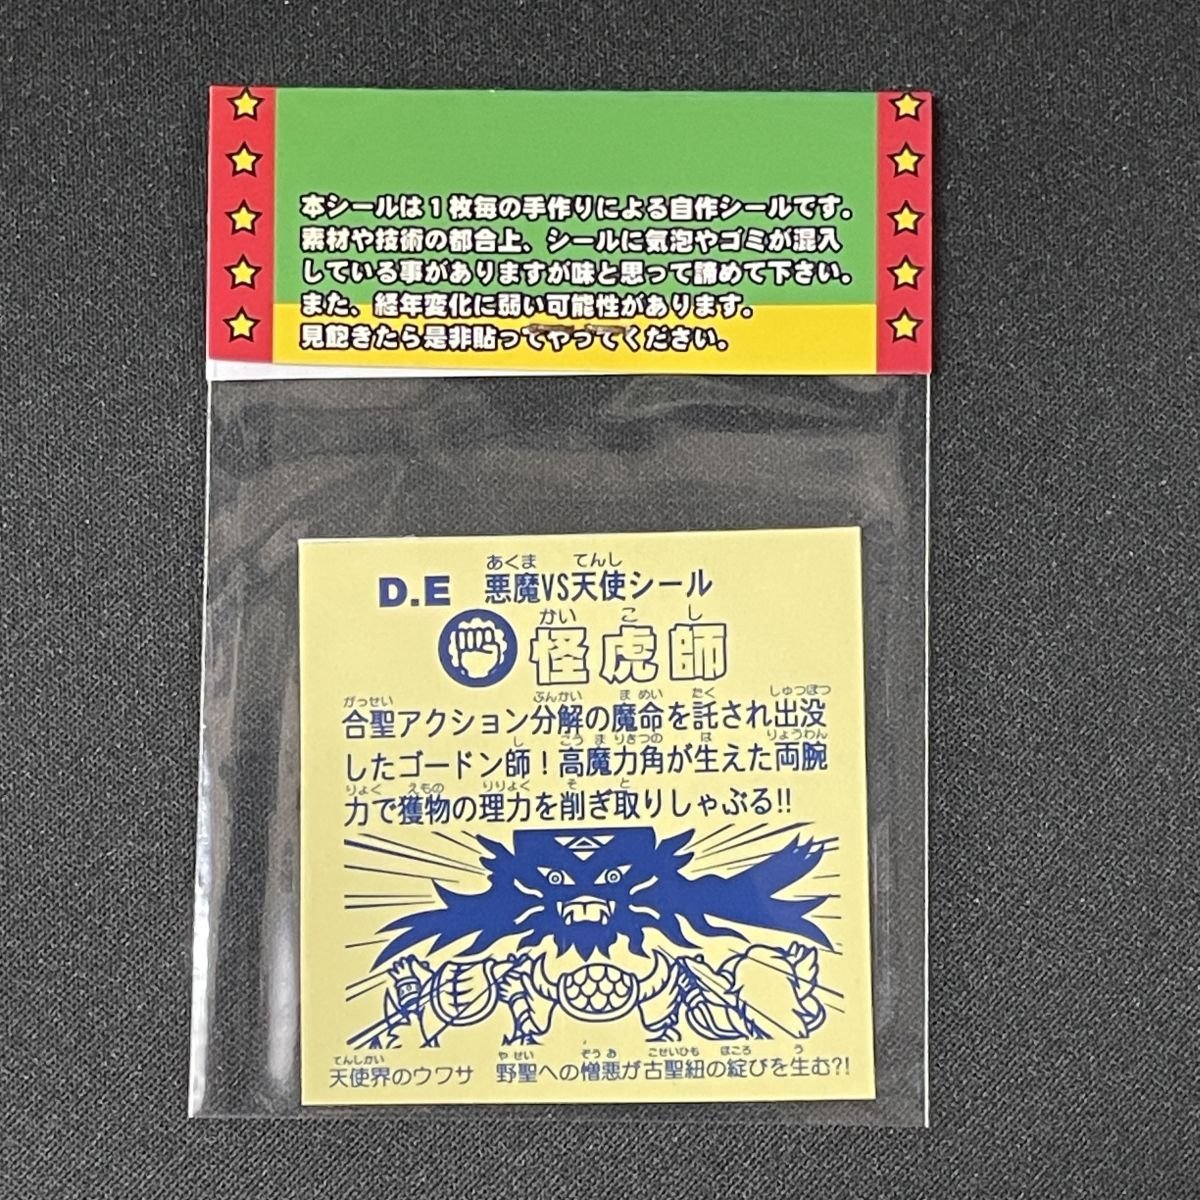 本シールは１枚毎の手作りによる自作シールです。
素材や技術の都合上、シールに気泡やゴミが混入
している事がありますが味と思って諦めて下さい。
また、経年変化に弱い可能性があります。
見飽きたら是非貼ってやってください。
あくま てんし
D.E 悪魔VS天使シール
かい こ し
怪虎師
がっせい ぶんかい ま めい たく しゅつぼつ
合聖アクション分解の魔命を託され出没
し こう ま りきつの は りょうわん
したゴードン師！高魔力角が生えた両腕
りょく えもの りりょく そ と
力で獲物の理力を削ぎ取りしゃぶる!!
てんしかい や せい ぞう お こせいひも ほころ う
天使界のウワサ 野聖への憎悪が古聖紐の綻びを生む?!